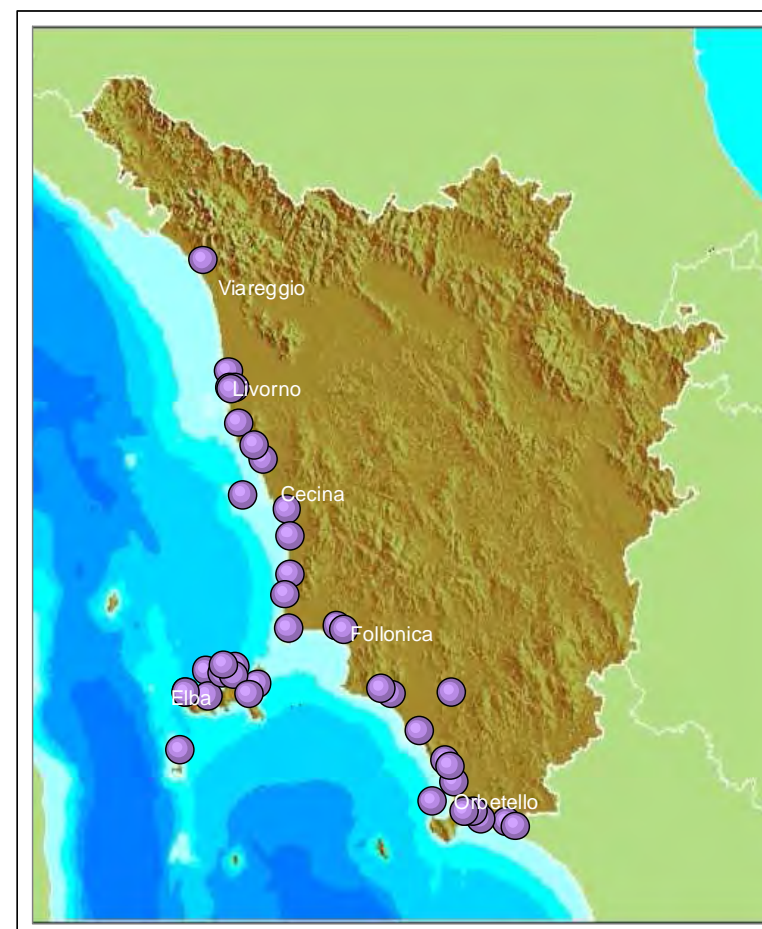 Viareggio
Livorno
Cecina
Follonica
Elba
Orbetello